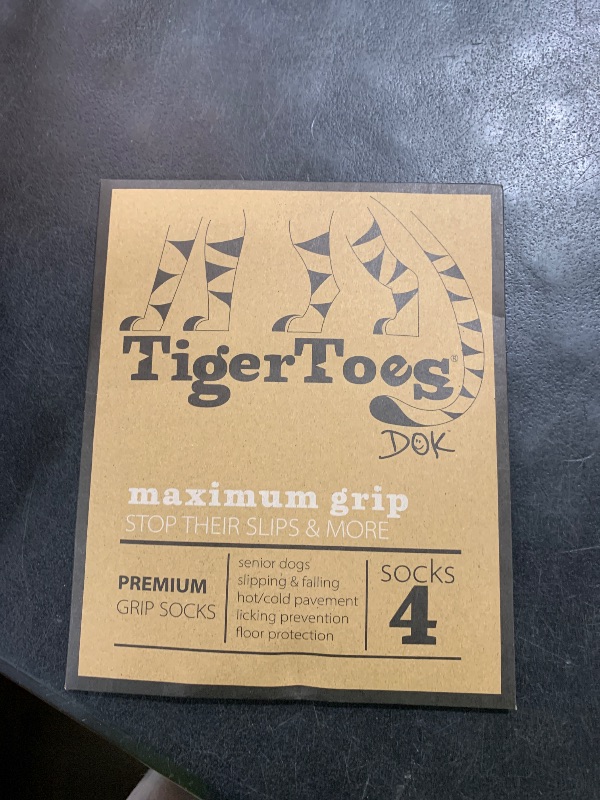 TigerToes®
DOK™
maximum grip
STOP THEIR SLIPS & MORE
PREMIUM
GRIP SOCKS
senior dogs
slipping & falling
hot/cold pavement
licking prevention
floor protection
SOCKS
4